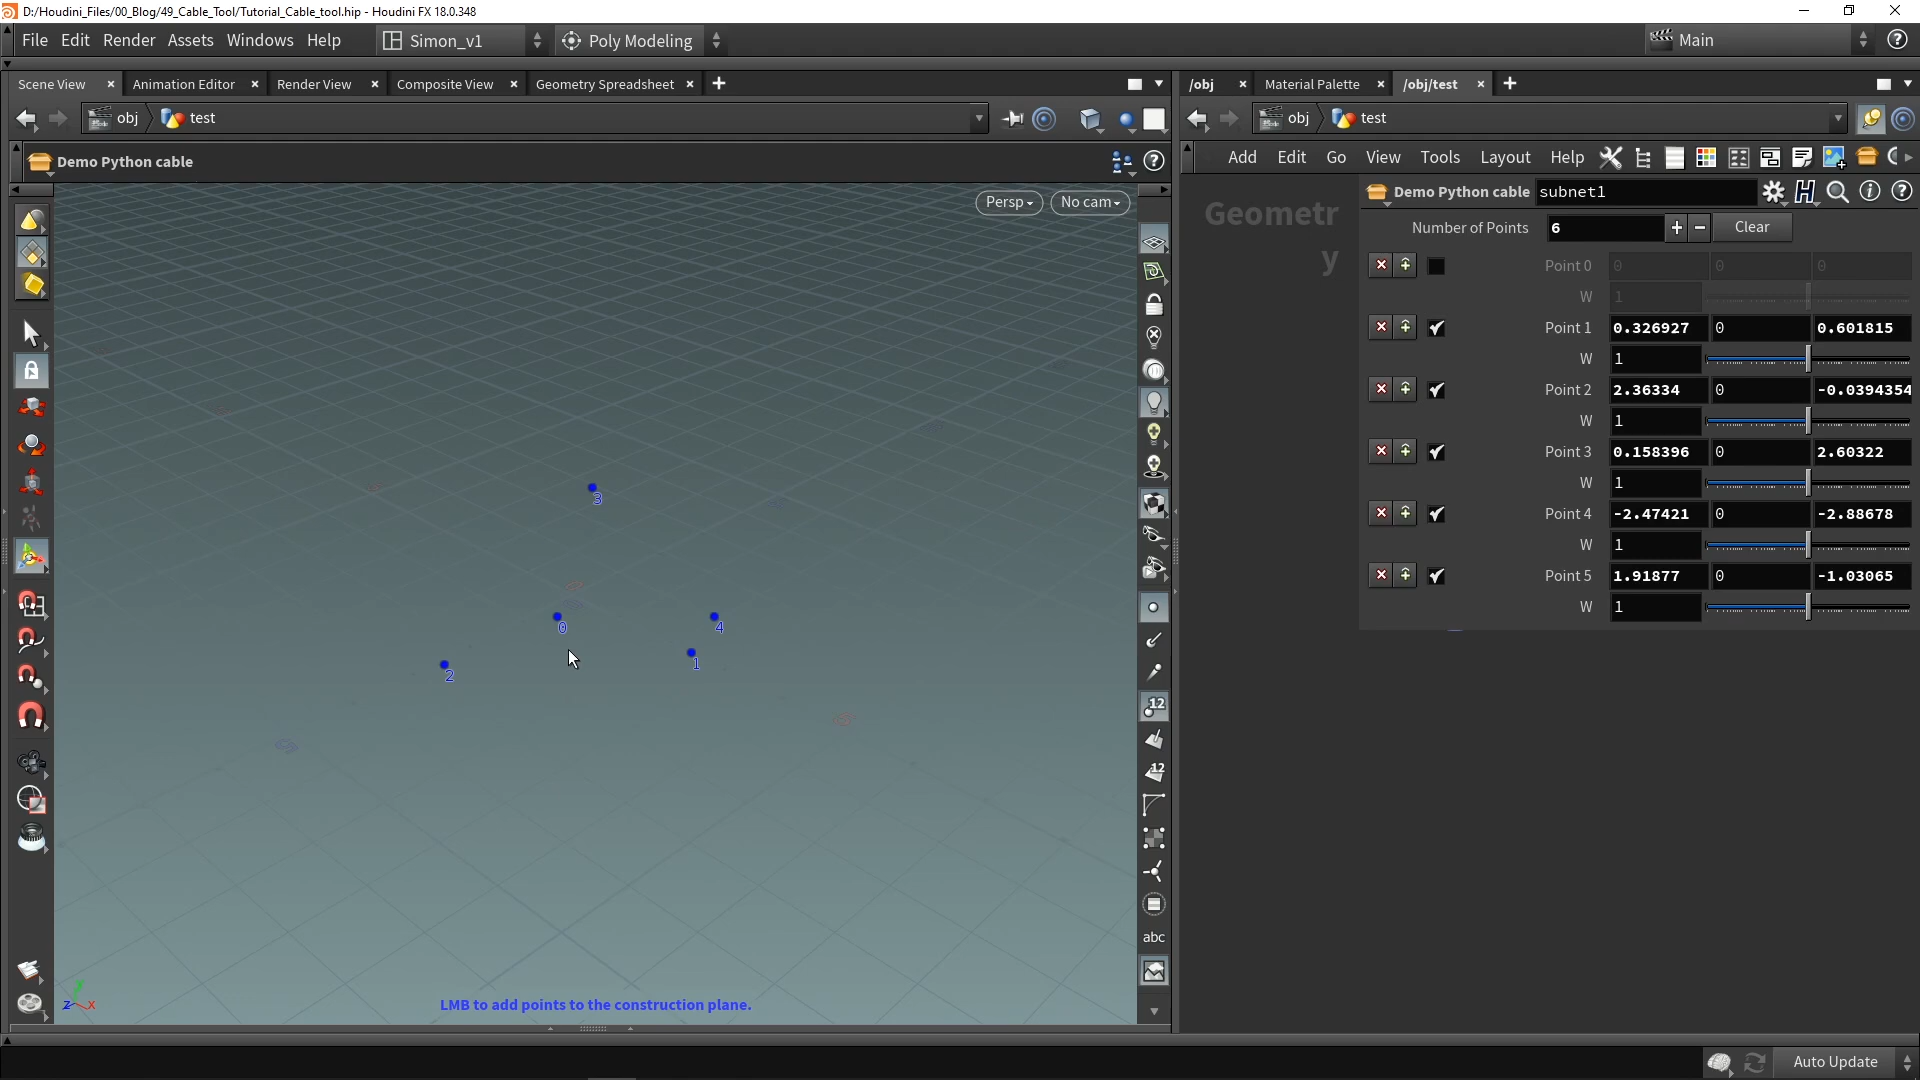 D:/Houdini_Files/00_Blog/49_Cable_Tool/Tutorial_Cable_tool.hip - Houdini FX 18.0.348
File Edit Render Assets Windows Help Simon_v1 Poly Modeling Main
Scene View Animation Editor Render View Composite View Geometry Spreadsheet /obj Material Palette /obj/test
obj test obj test
Demo Python cable Add Edit Go View Tools Layout Help
Demo Python cable subnet1
Persp No cam
Geometr
y
Number of Points 6 Clear
Point 0 0 0 0
W 1
Point 1 0.326927 0 0.601815
W 1
Point 2 2.36334 0 -0.0394354
W 1
Point 3 0.158396 0 2.60322
W 1
Point 4 -2.47421 0 -2.88678
W 1
Point 5 1.91877 0 -1.03065
W 1
3
0
4
1
2
12
12
abc
z x
LMB to add points to the construction plane.
Auto Update